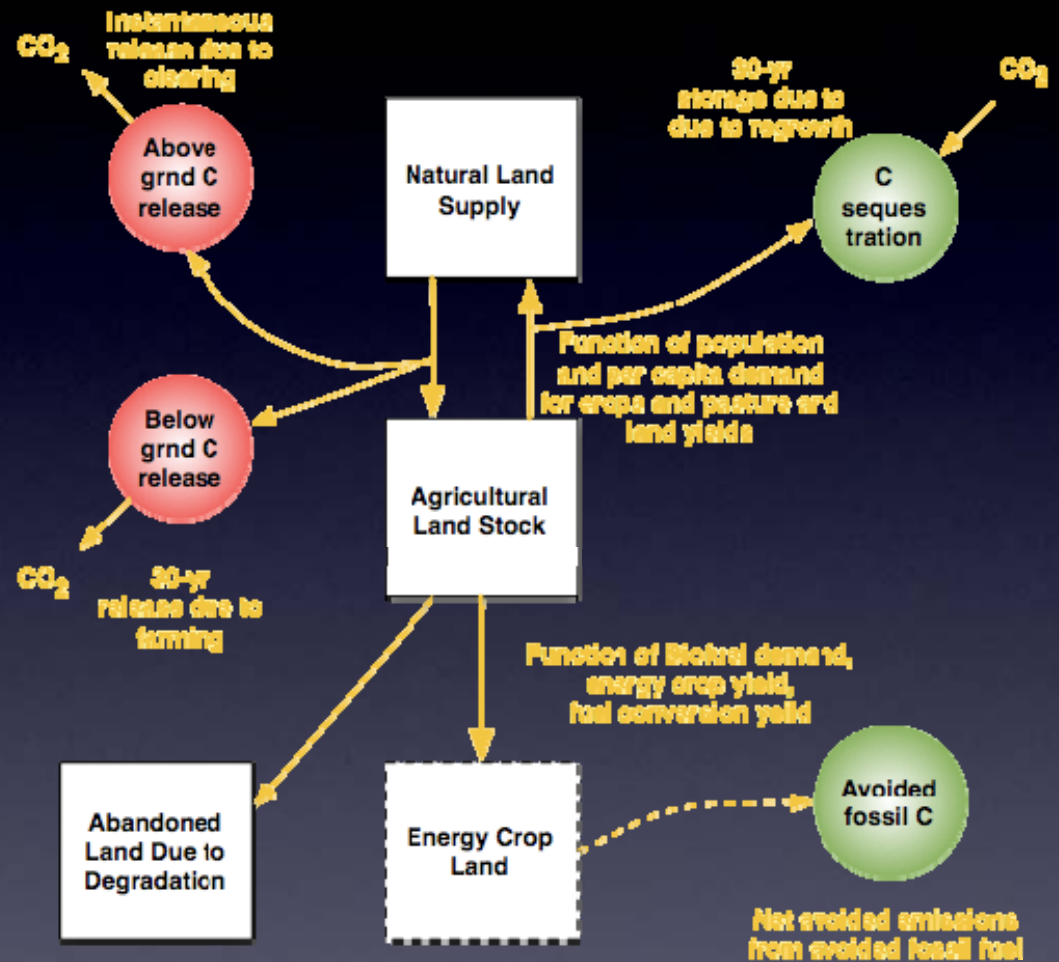 CO₂
Instantaneous
release due to
clearing
Above
grnd C
release
Natural Land
Supply
30-yr
storage due to
due to regrowth
CO₂
C
seques
tration
Function of population
and per capita demand
for crops and pasture and
land yields
Below
grnd C
release
Agricultural
Land Stock
CO₂
30-yr
release due to
farming
Function of Biofuel demand,
energy crop yield,
fuel conversion yeild
Abandoned
Land Due to
Degradation
Energy Crop
Land
Avoided
fossil C
Net avoided emissions
from avoided fossil fuel